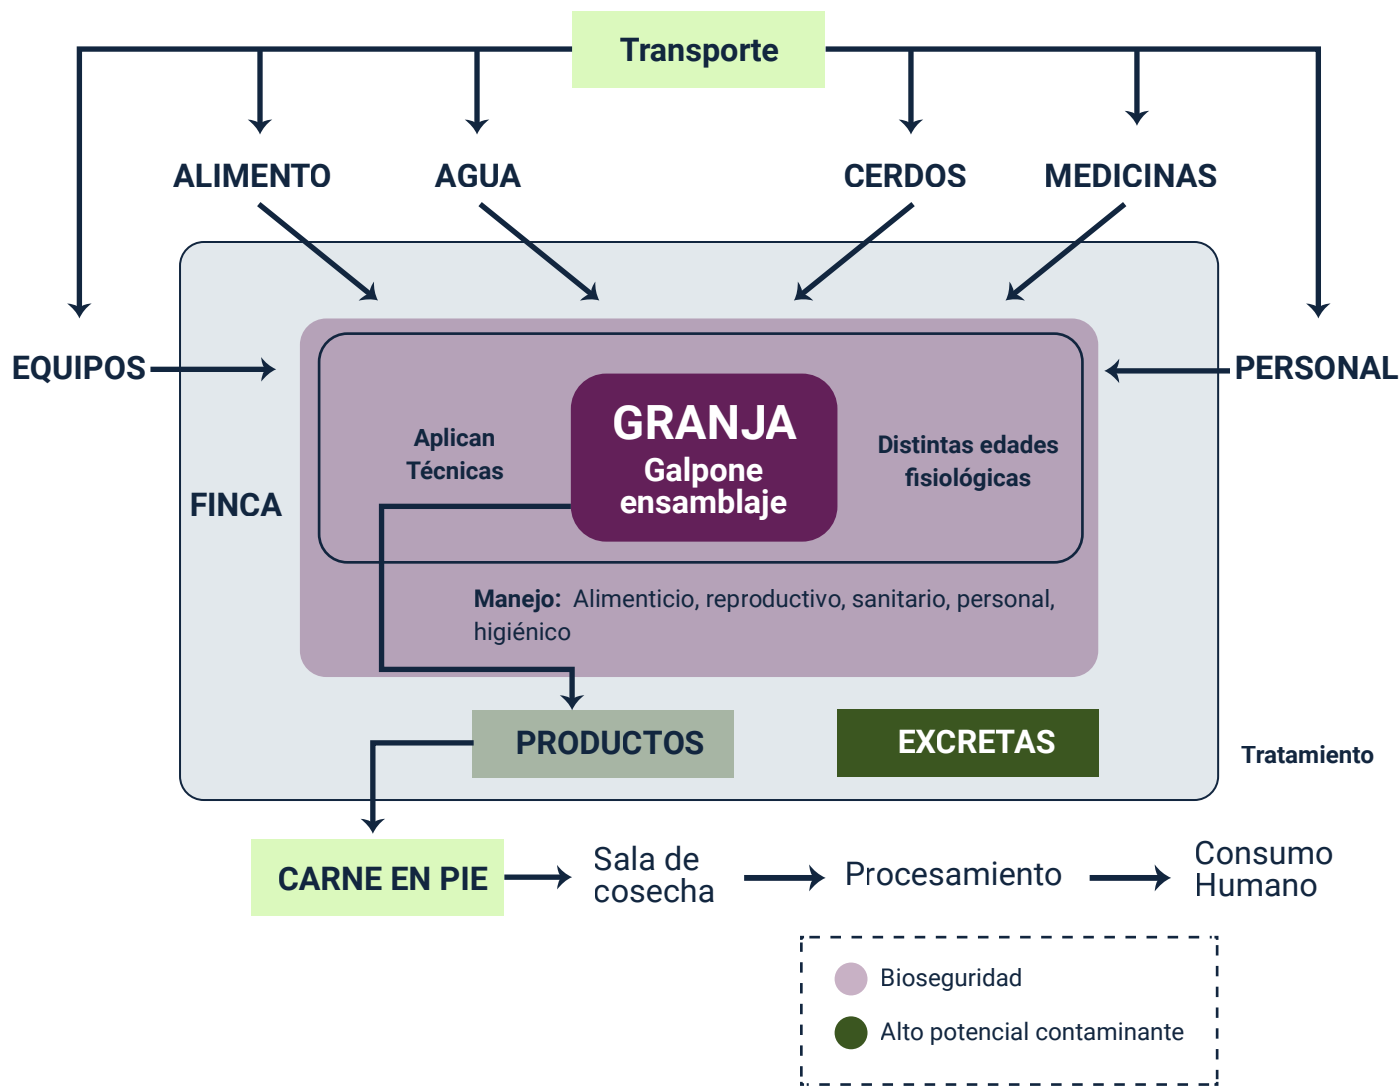 Transporte
ALIMENTO
AGUA
CERDOS
MEDICINAS
EQUIPOS
PERSONAL
FINCA
Aplican
Técnicas
GRANJA
Galpone
ensamblaje
Distintas edades
fisiológicas
Manejo: Alimenticio, reproductivo, sanitario, personal,
higiénico
PRODUCTOS
EXCRETAS
Tratamiento
CARNE EN PIE
Sala de
cosecha
Procesamiento
Consumo
Humano
Bioseguridad
Alto potencial contaminante